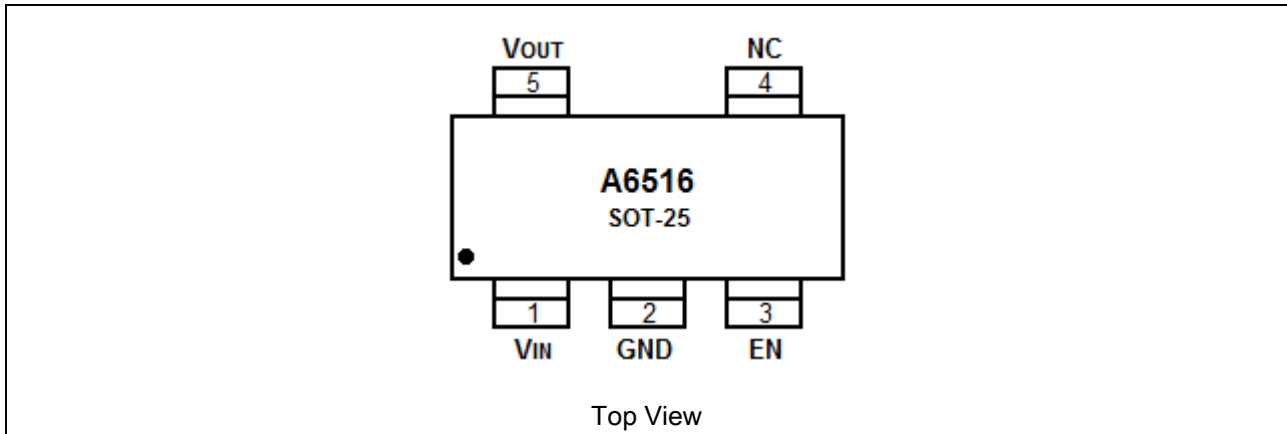 VOUT NC
5 4
A6516
SOT-25
1 2 3
VIN GND EN
Top View